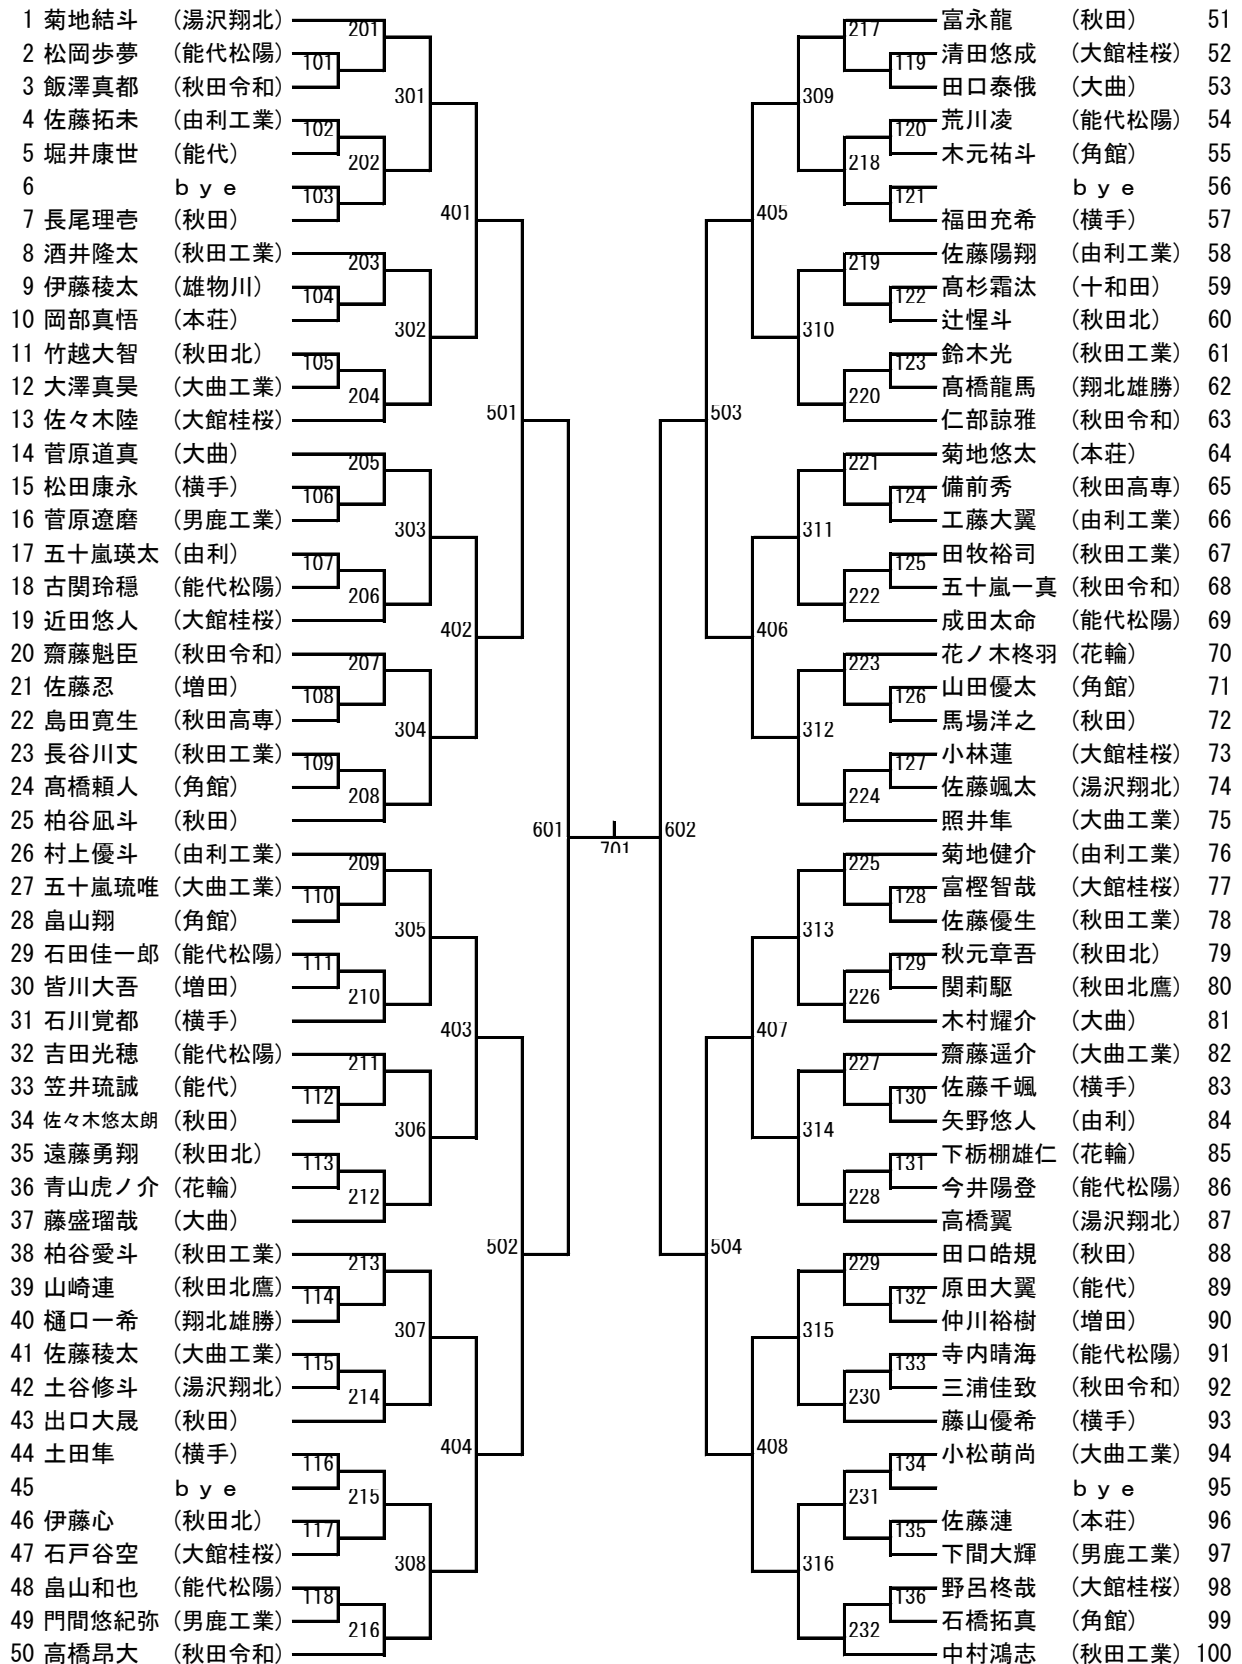 1 菊地結斗 (湯沢翔北)
2 松岡歩夢 (能代松陽)
3 飯澤真都 (秋田令和)
4 佐藤拓未 (由利工業)
5 堀井康世 (能代)
6 bye
7 長尾理壱 (秋田)
8 酒井隆太 (秋田工業)
9 伊藤稜太 (雄物川)
10 岡部真悟 (本荘)
11 竹越大智 (秋田北)
12 大澤真昊 (大曲工業)
13 佐々木陸 (大館桂桜)
14 菅原道真 (大曲)
15 松田康永 (横手)
16 菅原遼磨 (男鹿工業)
17 五十嵐瑛太 (由利)
18 古関玲穏 (能代松陽)
19 近田悠人 (大館桂桜)
20 齋藤魁臣 (秋田令和)
21 佐藤忍 (増田)
22 島田寛生 (秋田高専)
23 長谷川丈 (秋田工業)
24 髙橋頼人 (角館)
25 柏谷凪斗 (秋田)
26 村上優斗 (由利工業)
27 五十嵐琉唯 (大曲工業)
28 畠山翔 (角館)
29 石田佳一郎 (能代松陽)
30 皆川大吾 (増田)
31 石川覚都 (横手)
32 吉田光穂 (能代松陽)
33 笠井琉誠 (能代)
34 佐々木悠太朗 (秋田)
35 遠藤勇翔 (秋田北)
36 青山虎ノ介 (花輪)
37 藤盛瑠哉 (大曲)
38 柏谷愛斗 (秋田工業)
39 山崎連 (秋田北鷹)
40 樋口一希 (翔北雄勝)
41 佐藤稜太 (大曲工業)
42 土谷修斗 (湯沢翔北)
43 出口大晟 (秋田)
44 土田隼 (横手)
45 bye
46 伊藤心 (秋田北)
47 石戸谷空 (大館桂桜)
48 畠山和也 (能代松陽)
49 門間悠紀弥 (男鹿工業)
50 高橋昂大 (秋田令和)
101
102
103
104
105
106
107
108
109
110
111
112
113
114
115
116
117
118
201
202
203
204
205
206
207
208
209
210
211
212
213
214
215
216
301
302
303
304
305
306
307
308
401
402
403
404
501
502
601
701
602
503
504
405
406
407
408
309
310
311
312
313
314
315
316
217
218
219
220
221
222
223
224
225
226
227
228
229
230
231
232
119
120
121
122
123
124
125
126
127
128
129
130
131
132
133
134
135
136
富永龍 (秋田) 51
清田悠成 (大館桂桜) 52
田口泰俄 (大曲) 53
荒川凌 (能代松陽) 54
木元祐斗 (角館) 55
bye 56
福田充希 (横手) 57
佐藤陽翔 (由利工業) 58
髙杉霜汰 (十和田) 59
辻惺斗 (秋田北) 60
鈴木光 (秋田工業) 61
髙橋龍馬 (翔北雄勝) 62
仁部諒雅 (秋田令和) 63
菊地悠太 (本荘) 64
備前秀 (秋田高専) 65
工藤大翼 (由利工業) 66
田牧裕司 (秋田工業) 67
五十嵐一真 (秋田令和) 68
成田太命 (能代松陽) 69
花ノ木柊羽 (花輪) 70
山田優太 (角館) 71
馬場洋之 (秋田) 72
小林蓮 (大館桂桜) 73
佐藤颯太 (湯沢翔北) 74
照井隼 (大曲工業) 75
菊地健介 (由利工業) 76
富樫智哉 (大館桂桜) 77
佐藤優生 (秋田工業) 78
秋元章吾 (秋田北) 79
関莉駆 (秋田北鷹) 80
木村耀介 (大曲) 81
齋藤遥介 (大曲工業) 82
佐藤千颯 (横手) 83
矢野悠人 (由利) 84
下栃棚雄仁 (花輪) 85
今井陽登 (能代松陽) 86
高橋翼 (湯沢翔北) 87
田口皓規 (秋田) 88
原田大翼 (能代) 89
仲川裕樹 (増田) 90
寺内晴海 (能代松陽) 91
三浦佳致 (秋田令和) 92
藤山優希 (横手) 93
小松萌尚 (大曲工業) 94
bye 95
佐藤漣 (本荘) 96
下間大輝 (男鹿工業) 97
野呂柊哉 (大館桂桜) 98
石橋拓真 (角館) 99
中村鴻志 (秋田工業) 100